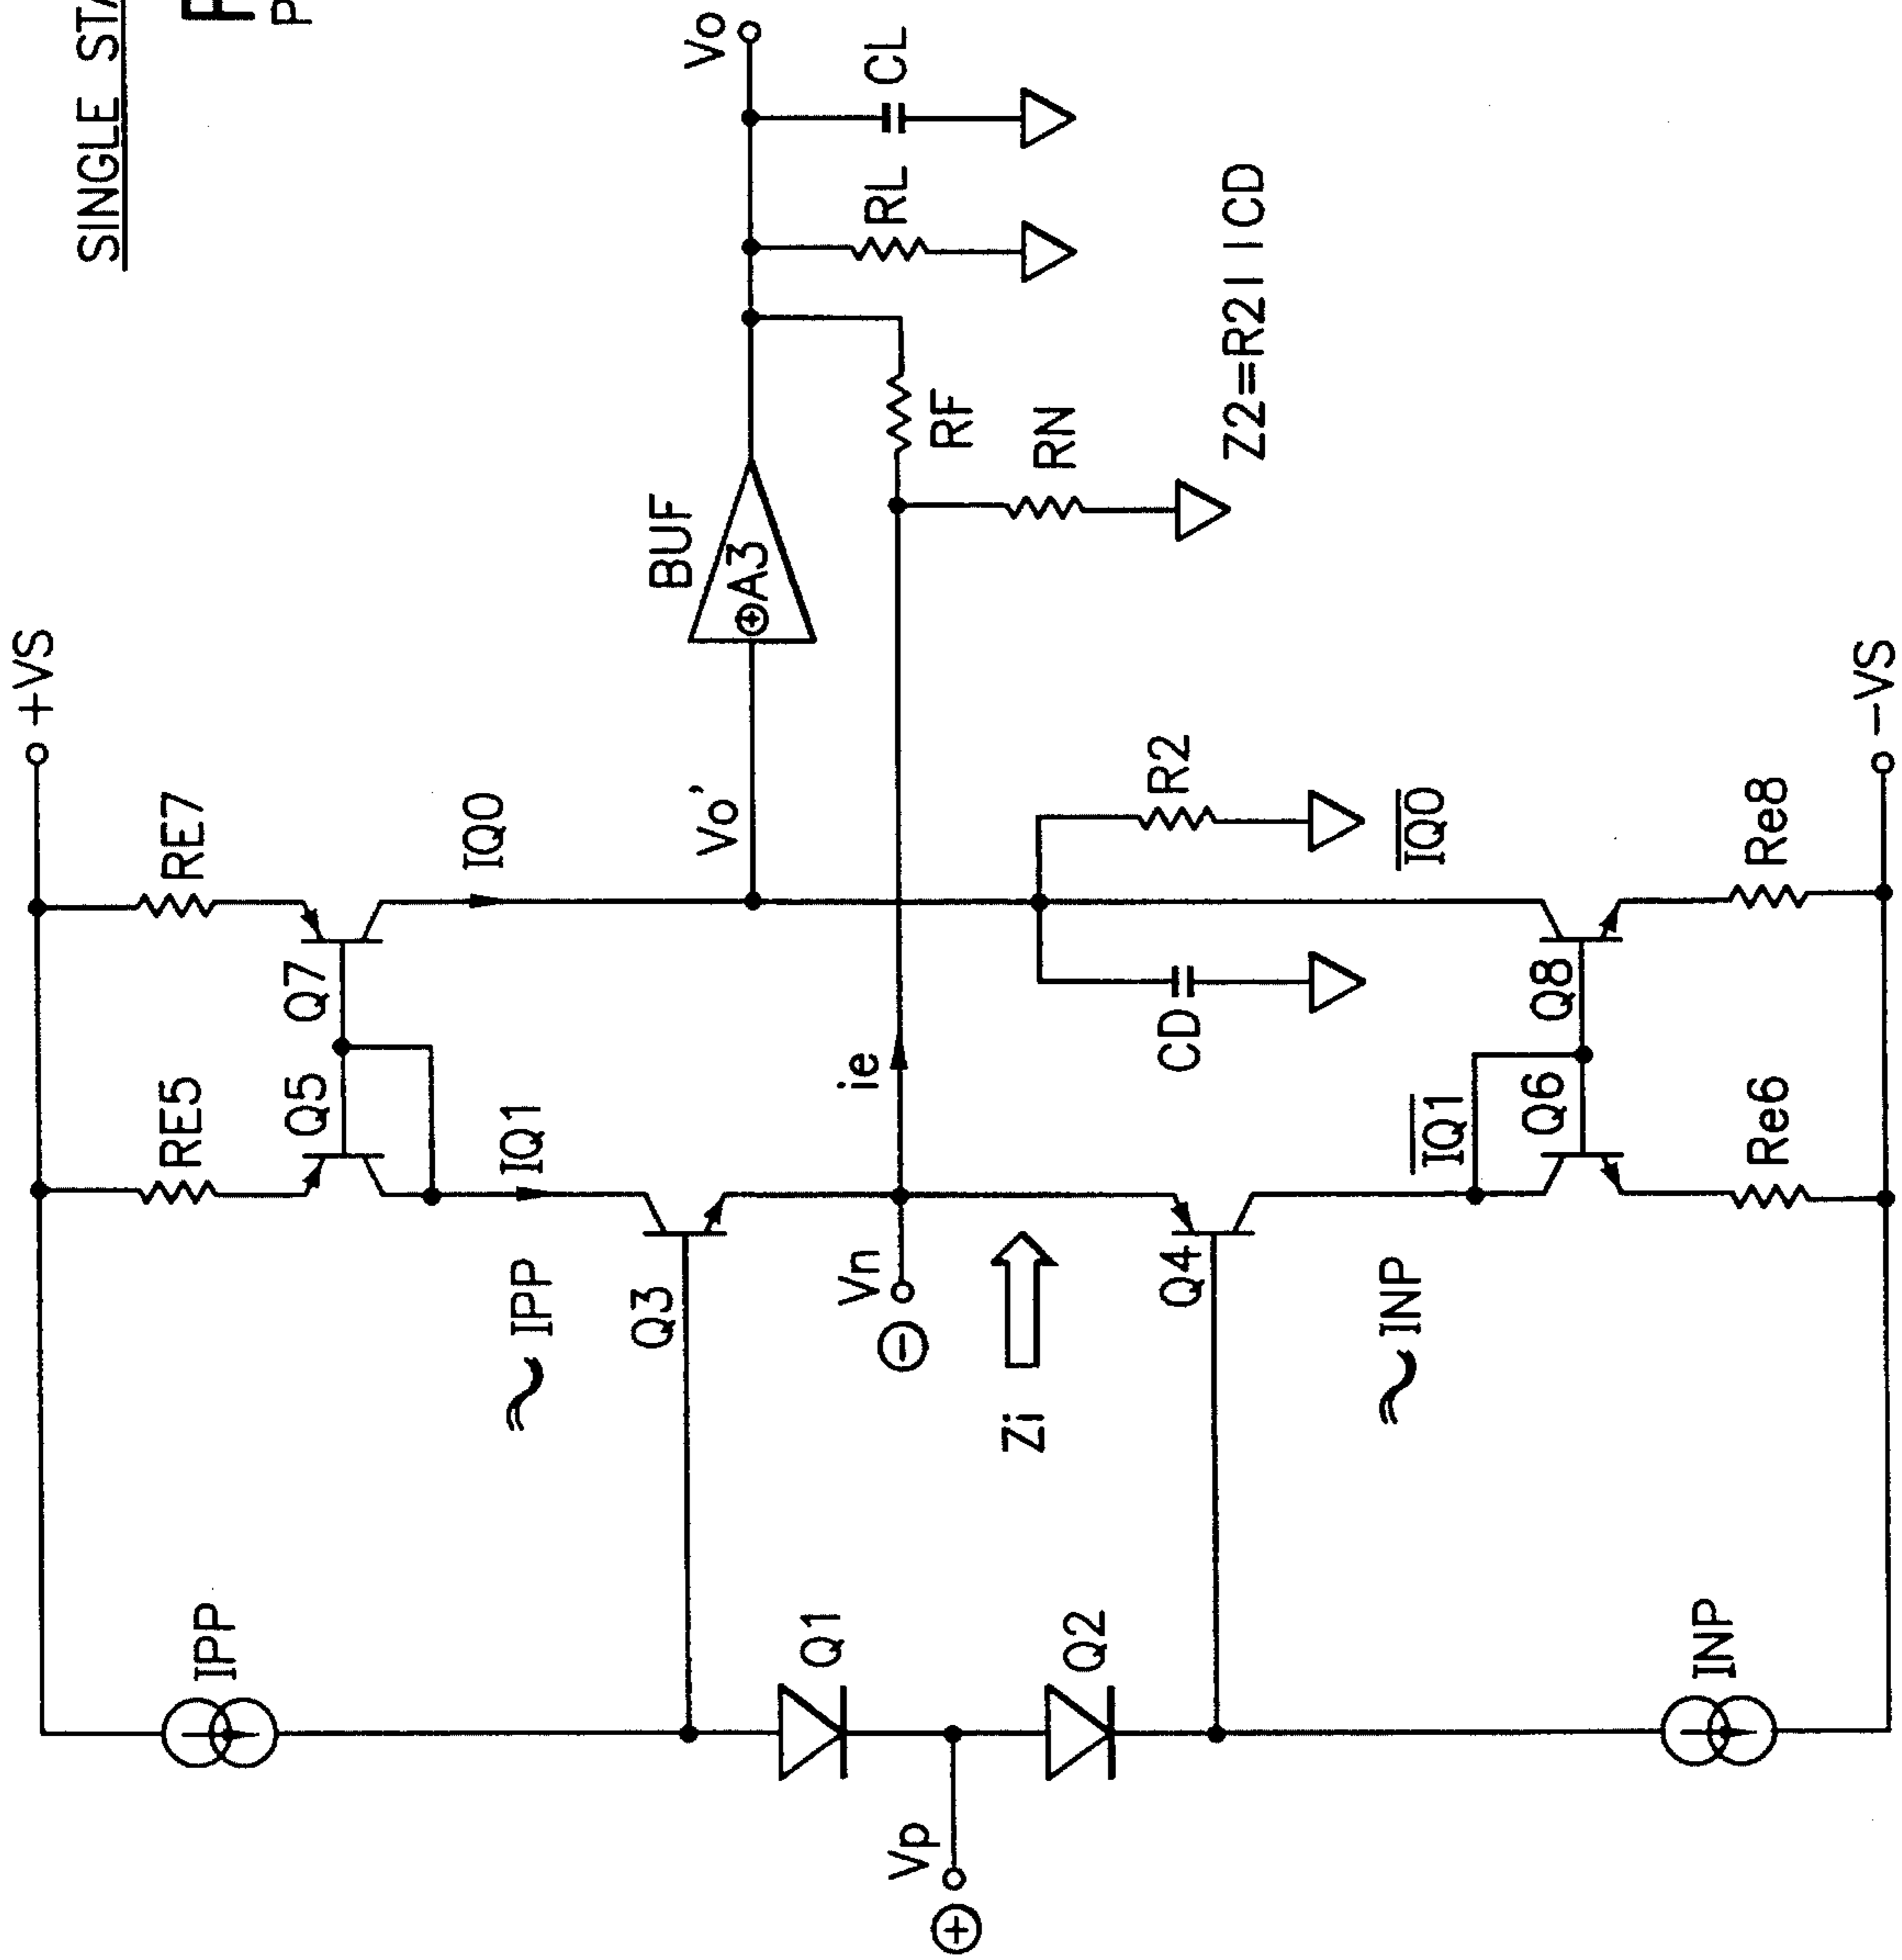 SINGLE STA
F
P
+VS
RE5
RE7
Q5
Q7
IPP
≈ IPP
IQ1
IQ0
Q3
Vo'
BUF
⊕A3
Vo
Vn
⊖
ie
RF
RL
CL
Q1
Vp
⊕
Zi
RN
Q2
Q4
CD
R2
Z2=R2||CD
≈ INP
IQ1
IQ0
Q6
Q8
INP
Re6
Re8
-VS